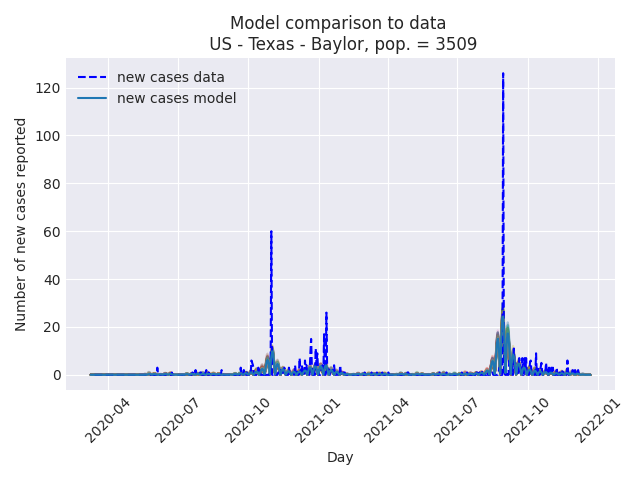 Model comparison to data
US - Texas - Baylor, pop. = 3509
new cases data
new cases model
Number of new cases reported
120
100
80
60
40
20
0
2020-04
2020-07
2020-10
2021-01
2021-04
2021-07
2021-10
2022-01
Day